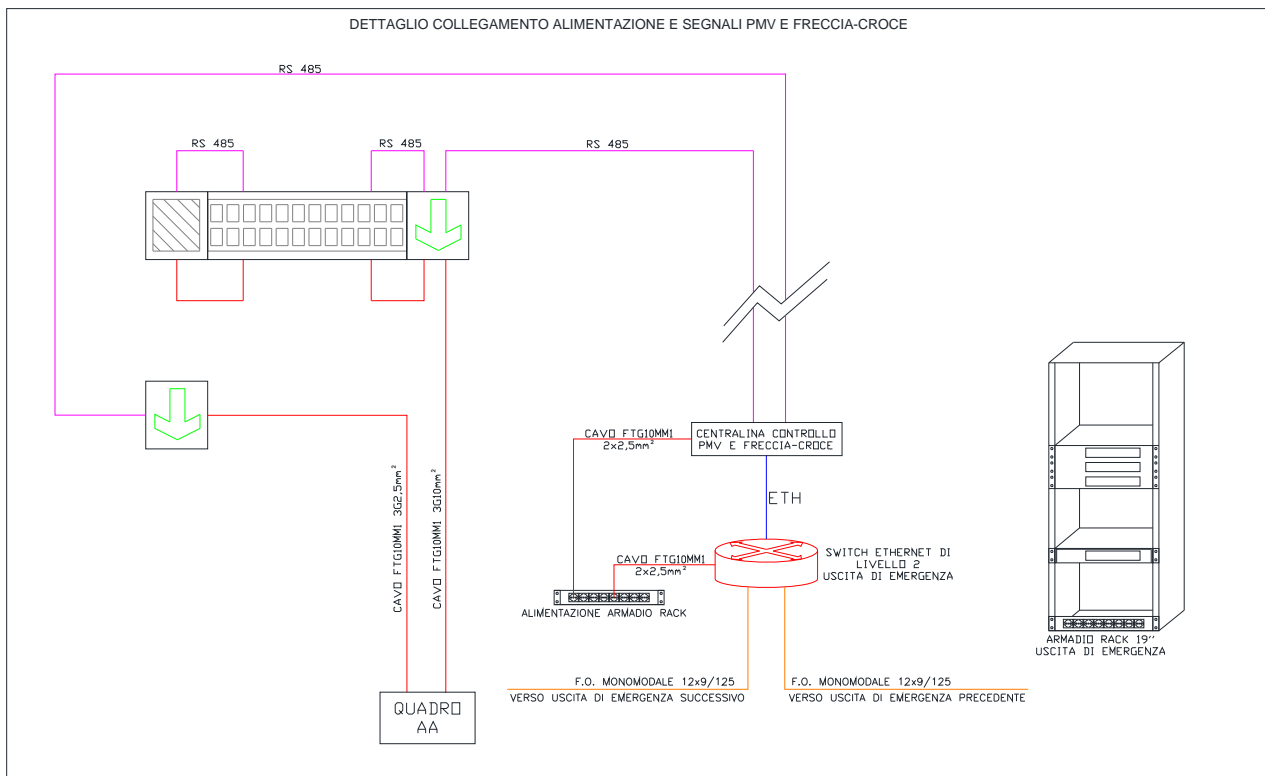 DETTAGLIO COLLEGAMENTO ALIMENTAZIONE E SEGNALI PMV E FRECCIA-CROCE
RS 485
RS 485
RS 485
RS 485
CAVO FTG10MM1 3G2,5mm²
CAVO FTG10MM1 3G10mm²
CAVO FTG10MM1
2x2,5mm²
CENTRALINA CONTROLLO
PMV E FRECCIA-CROCE
ETH
CAVO FTG10MM1
2x2,5mm²
SWITCH ETHERNET DI
LIVELLO 2
USCITA DI EMERGENZA
ALIMENTAZIONE ARMADIO RACK
ARMADIO RACK 19''
USCITA DI EMERGENZA
F.O. MONOMODALE 12x9/125
VERSO USCITA DI EMERGENZA SUCCESSIVO
F.O. MONOMODALE 12x9/125
VERSO USCITA DI EMERGENZA PRECEDENTE
QUADRO
AA